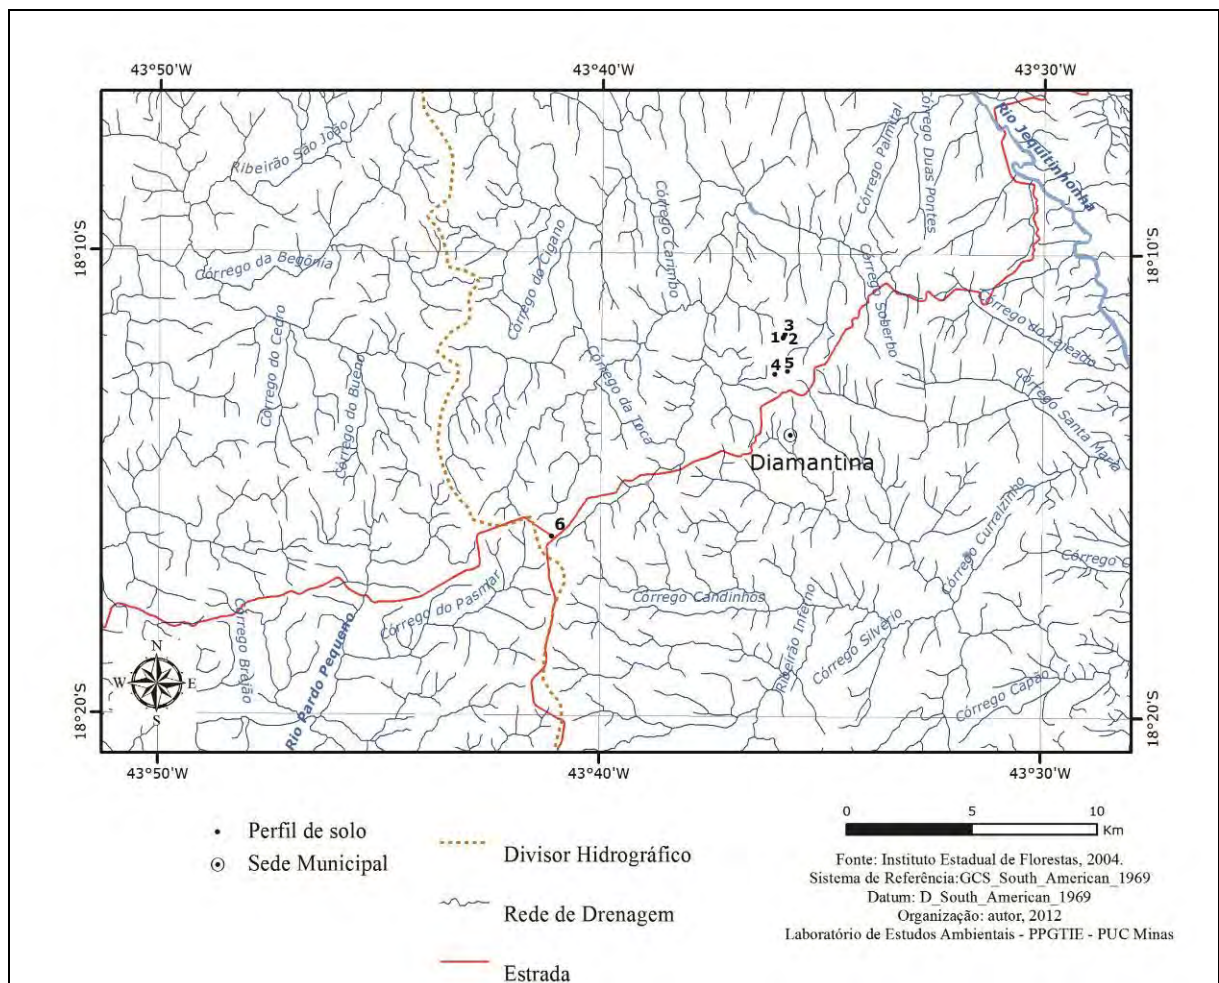 43°50'W
43°40'W
43°30'W
Rio Jequitinhonha
Córrego Palmital
Córrego Duas Pontes
Ribeirão São João
Córrego Carimbo
18°10'S
18°10'S
Córrego do Cigano
Córrego da Begônia
Córrego Soberbo
Córrego do Lajeado
Córrego do Cedro
3
1
2
4
5
Córrego do Bueno
Córrego da Toca
Córrego Santa Maria
Diamantina
Córrego Curralzinho
6
Córrego C
Córrego do Pasmar
Córrego Candinhos
Ribeirão Inferno
Córrego Silvério
Córrego Brejão
Rio Pardo Pequeno
Córrego Capão
N
W
E
S
18°20'S
18°20'S
43°50'W
43°40'W
43°30'W
Perfil de solo
Sede Municipal
Divisor Hidrográfico
Rede de Drenagem
Estrada
0
5
10
Km
Fonte: Instituto Estadual de Florestas, 2004.
Sistema de Referência:GCS_South_American_1969
Datum: D_South_American_1969
Organização: autor, 2012
Laboratório de Estudos Ambientais - PPGTIE - PUC Minas